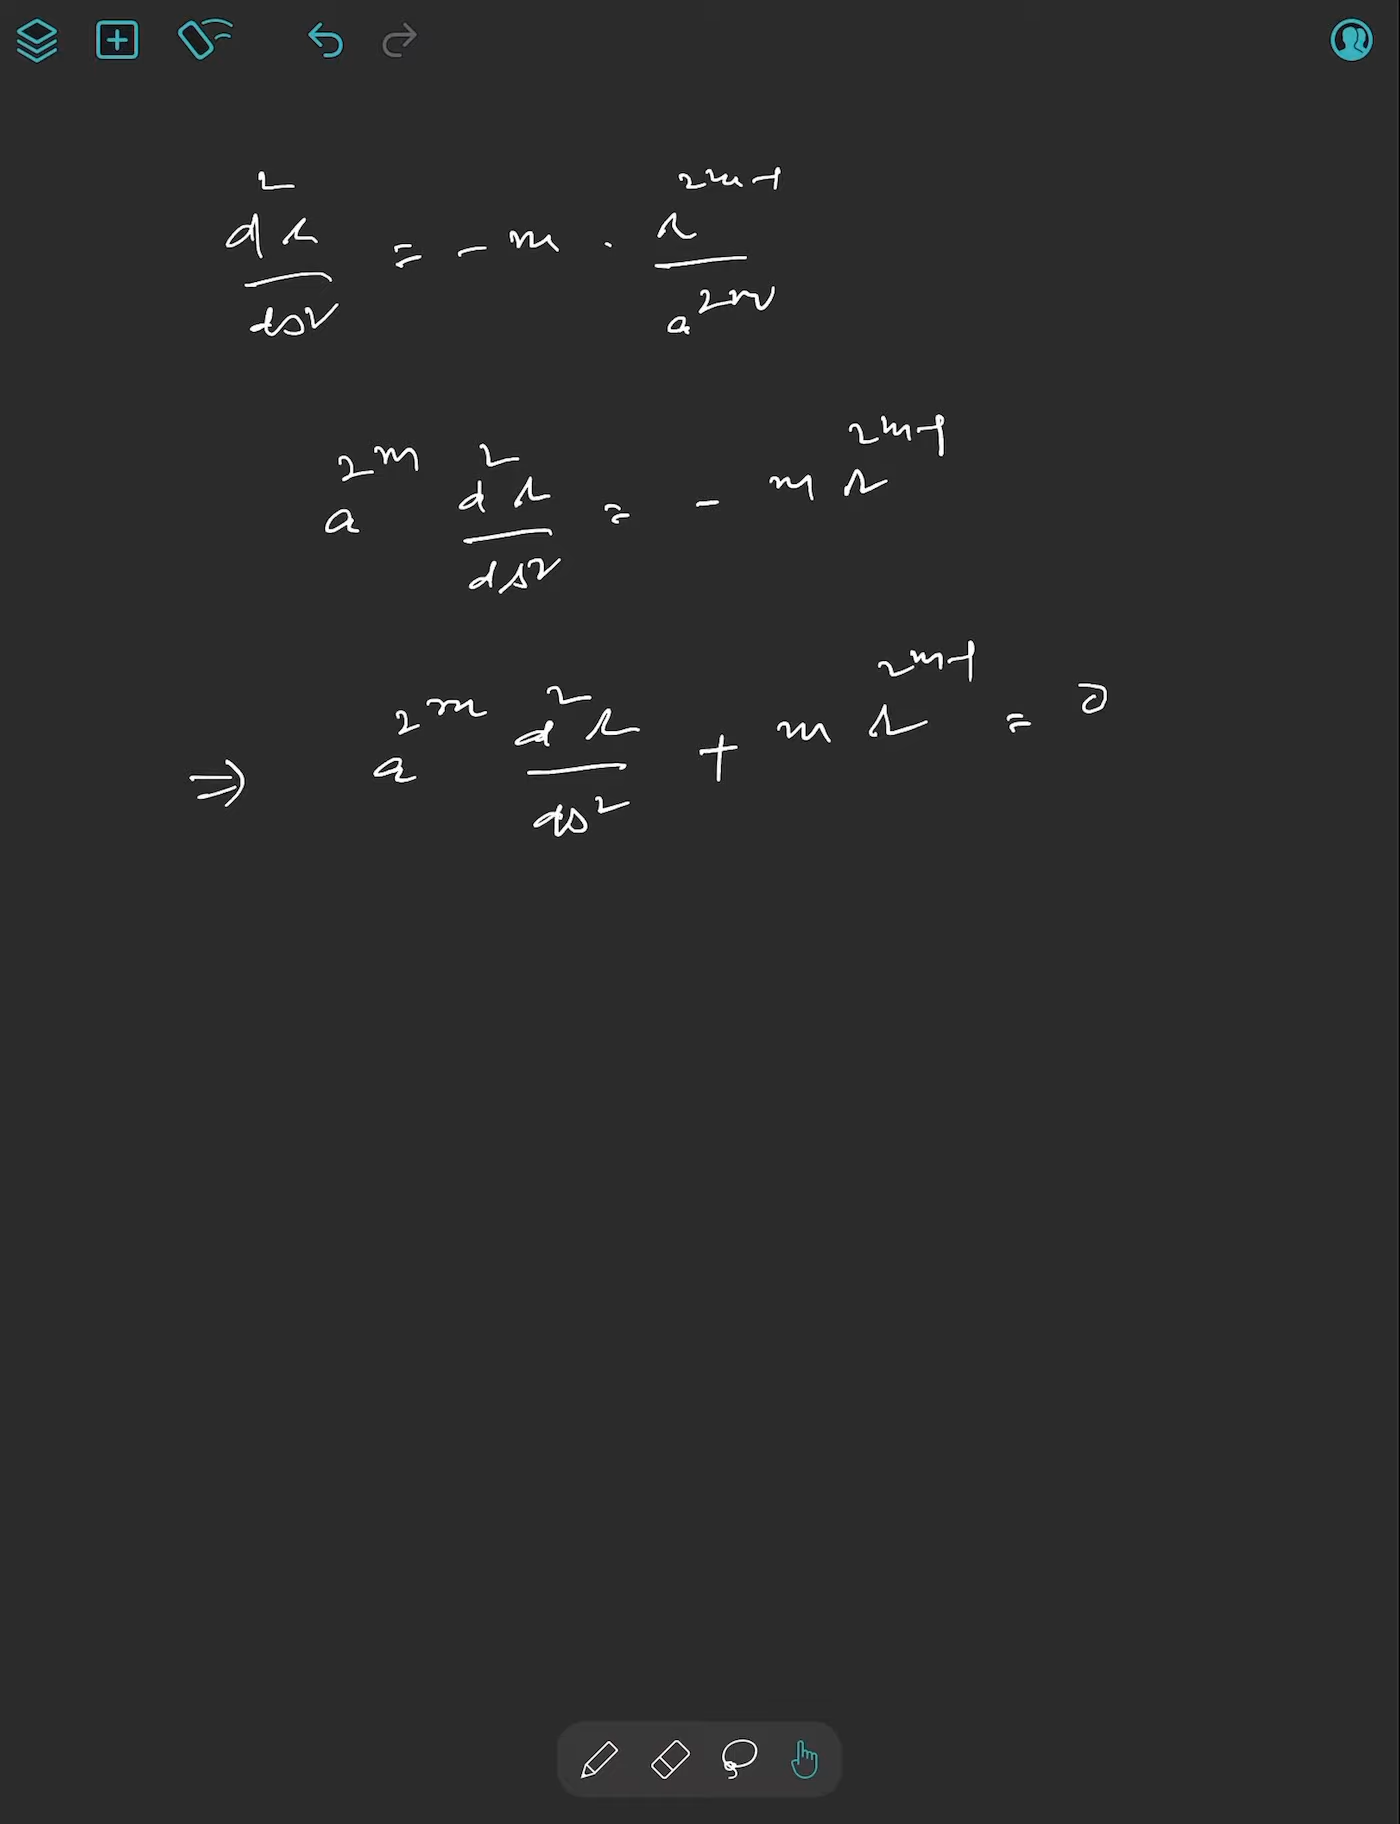 d²r/ds² = - m · r^(2m-1)/a^(2m)
a^(2m) d²r/ds² = - m r^(2m-1)
⇒ a^(2m) d²r/ds² + m r^(2m-1) = 0